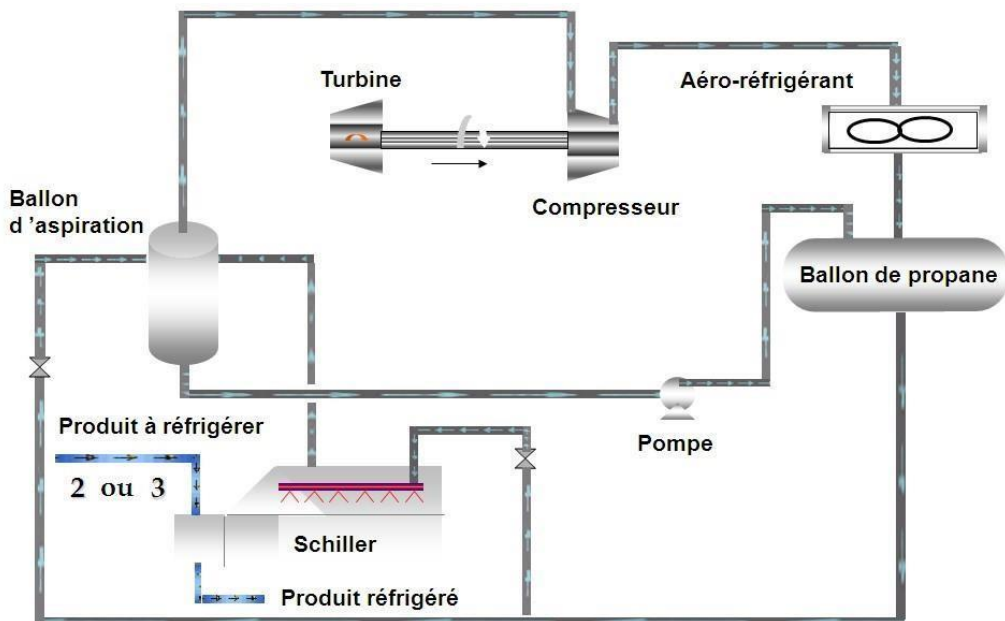 Turbine
Aéro-réfrigérant
Compresseur
Ballon
d ’aspiration
Ballon de propane
Pompe
Produit à réfrigérer
2 ou 3
Schiller
Produit réfrigéré